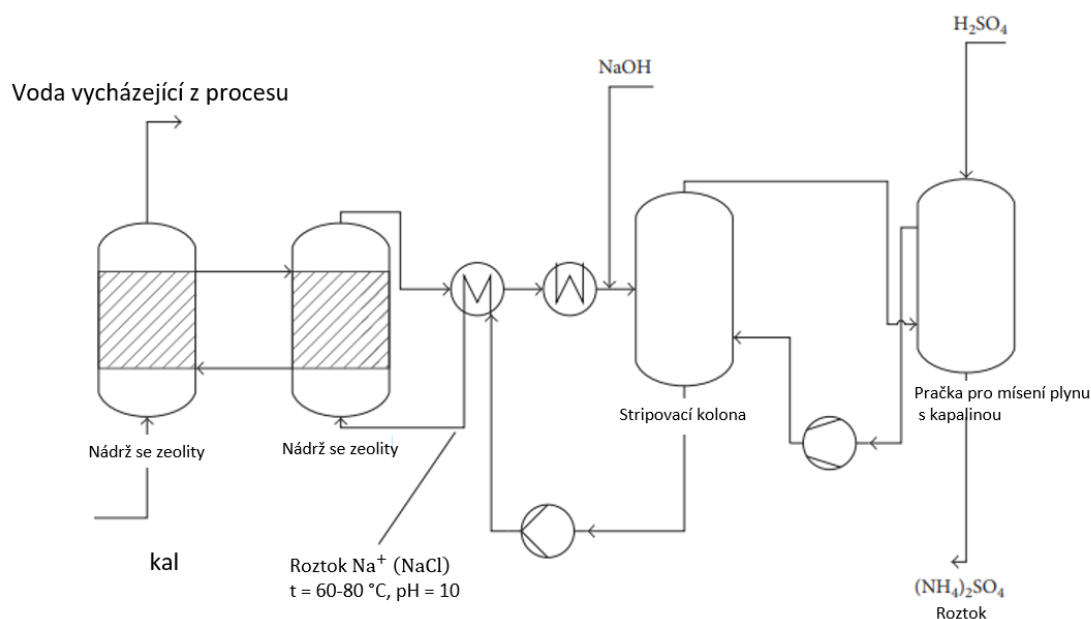 H₂SO₄
NaOH
Voda vycházející z procesu
Pračka pro mísení plynu
s kapalinou
Stripovací kolona
Nádrž se zeolity
Nádrž se zeolity
kal
Roztok Na⁺ (NaCl)
t = 60-80 °C, pH = 10
(NH₄)₂SO₄
Roztok